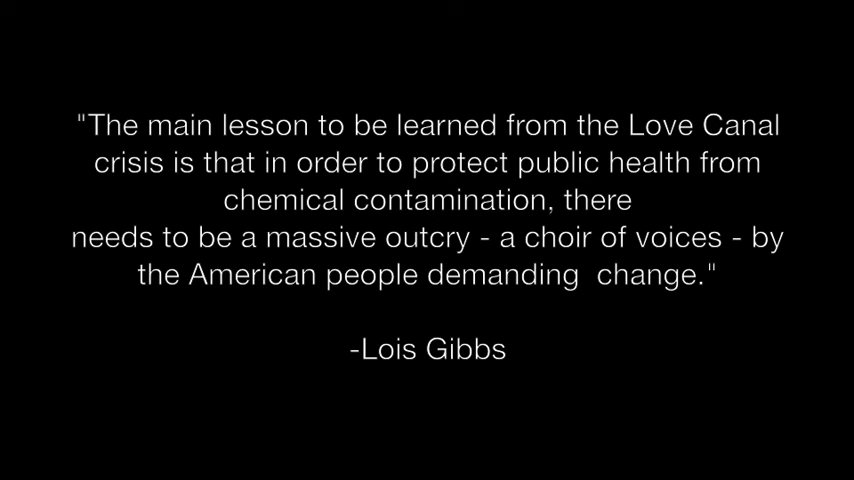 "The main lesson to be learned from the Love Canal
crisis is that in order to protect public health from
chemical contamination, there
needs to be a massive outcry - a choir of voices - by
the American people demanding  change."
-Lois Gibbs